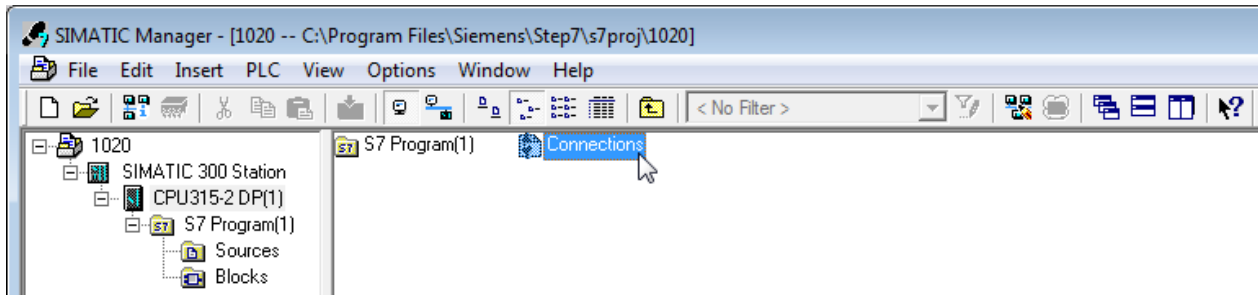 SIMATIC Manager - [1020 -- C:\Program Files\Siemens\Step7\s7proj\1020]
File Edit Insert PLC View Options Window Help
< No Filter >
1020
SIMATIC 300 Station
CPU315-2 DP(1)
S7 Program(1)
Sources
Blocks
S7 Program(1) Connections